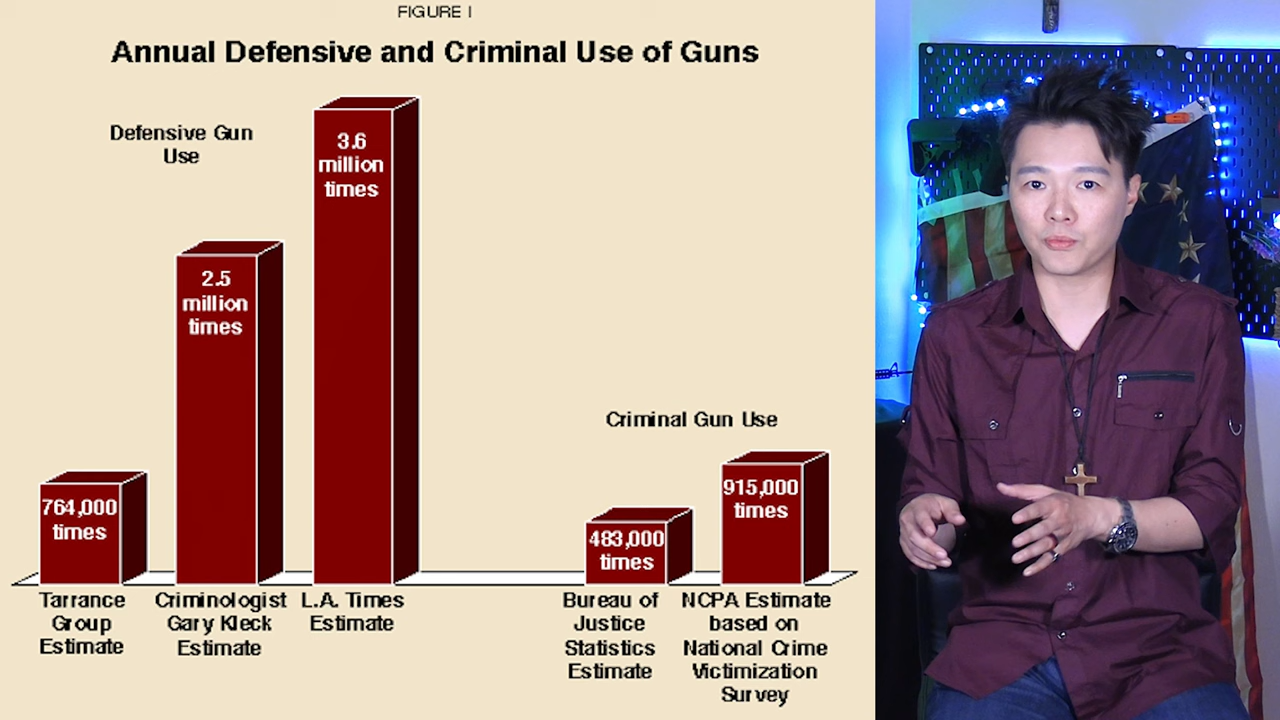 FIGURE I
Annual Defensive and Criminal Use of Guns
Defensive Gun
Use
3.6
million
times
2.5
million
times
Criminal Gun Use
764,000
times
483,000
times
915,000
times
Tarrance
Group
Estimate
Criminologist
Gary Kleck
Estimate
L.A. Times
Estimate
Bureau of
Justice
Statistics
Estimate
NCPA Estimate
based on
National Crime
Victimization
Survey